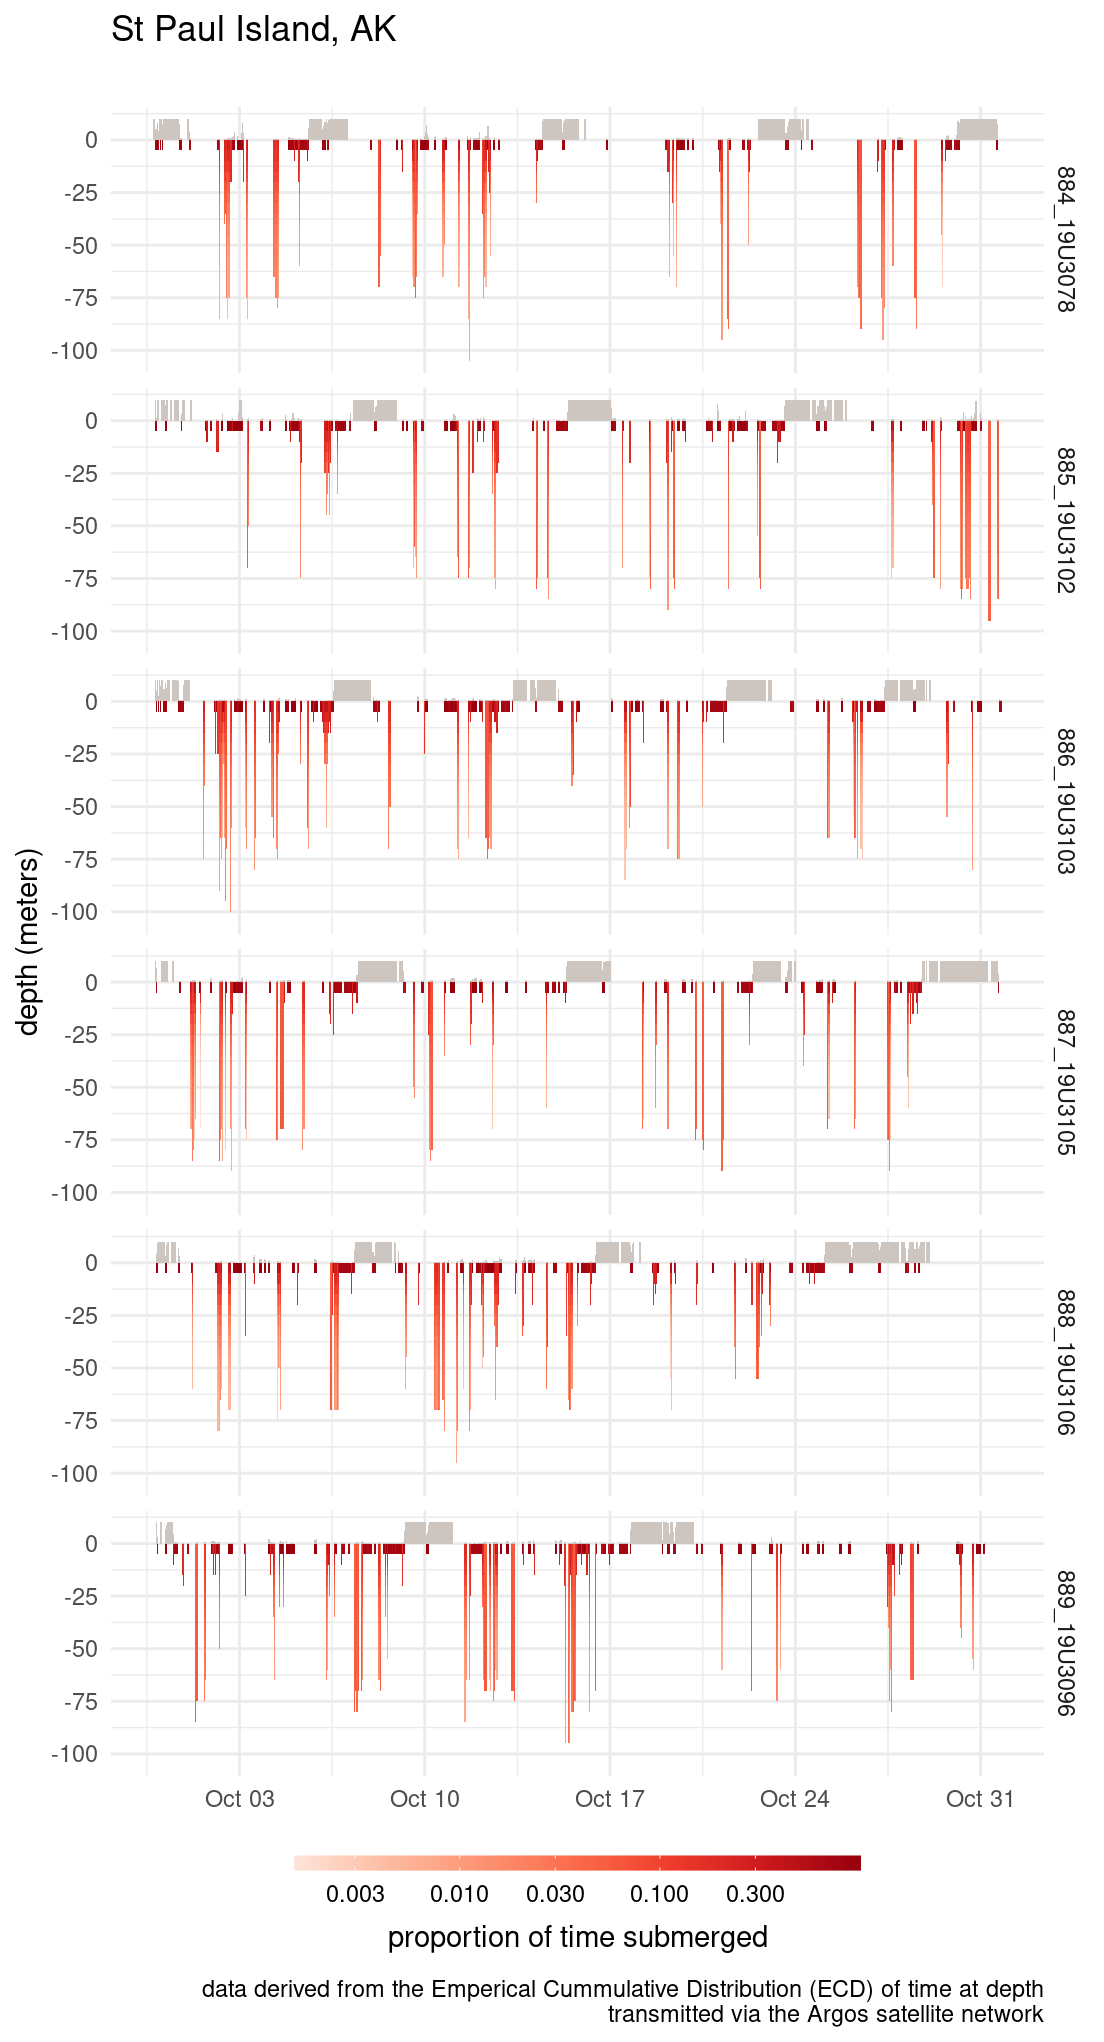 St Paul Island, AK
0
-25
-50
-75
-100
884_19U3078
0
-25
-50
-75
-100
885_19U3102
0
-25
-50
-75
-100
886_19U3103
depth (meters)
0
-25
-50
-75
-100
887_19U3105
0
-25
-50
-75
-100
888_19U3106
0
-25
-50
-75
-100
889_19U3096
Oct 03 Oct 10 Oct 17 Oct 24 Oct 31
0.003 0.010 0.030 0.100 0.300
proportion of time submerged
data derived from the Emperical Cummulative Distribution (ECD) of time at depth
transmitted via the Argos satellite network